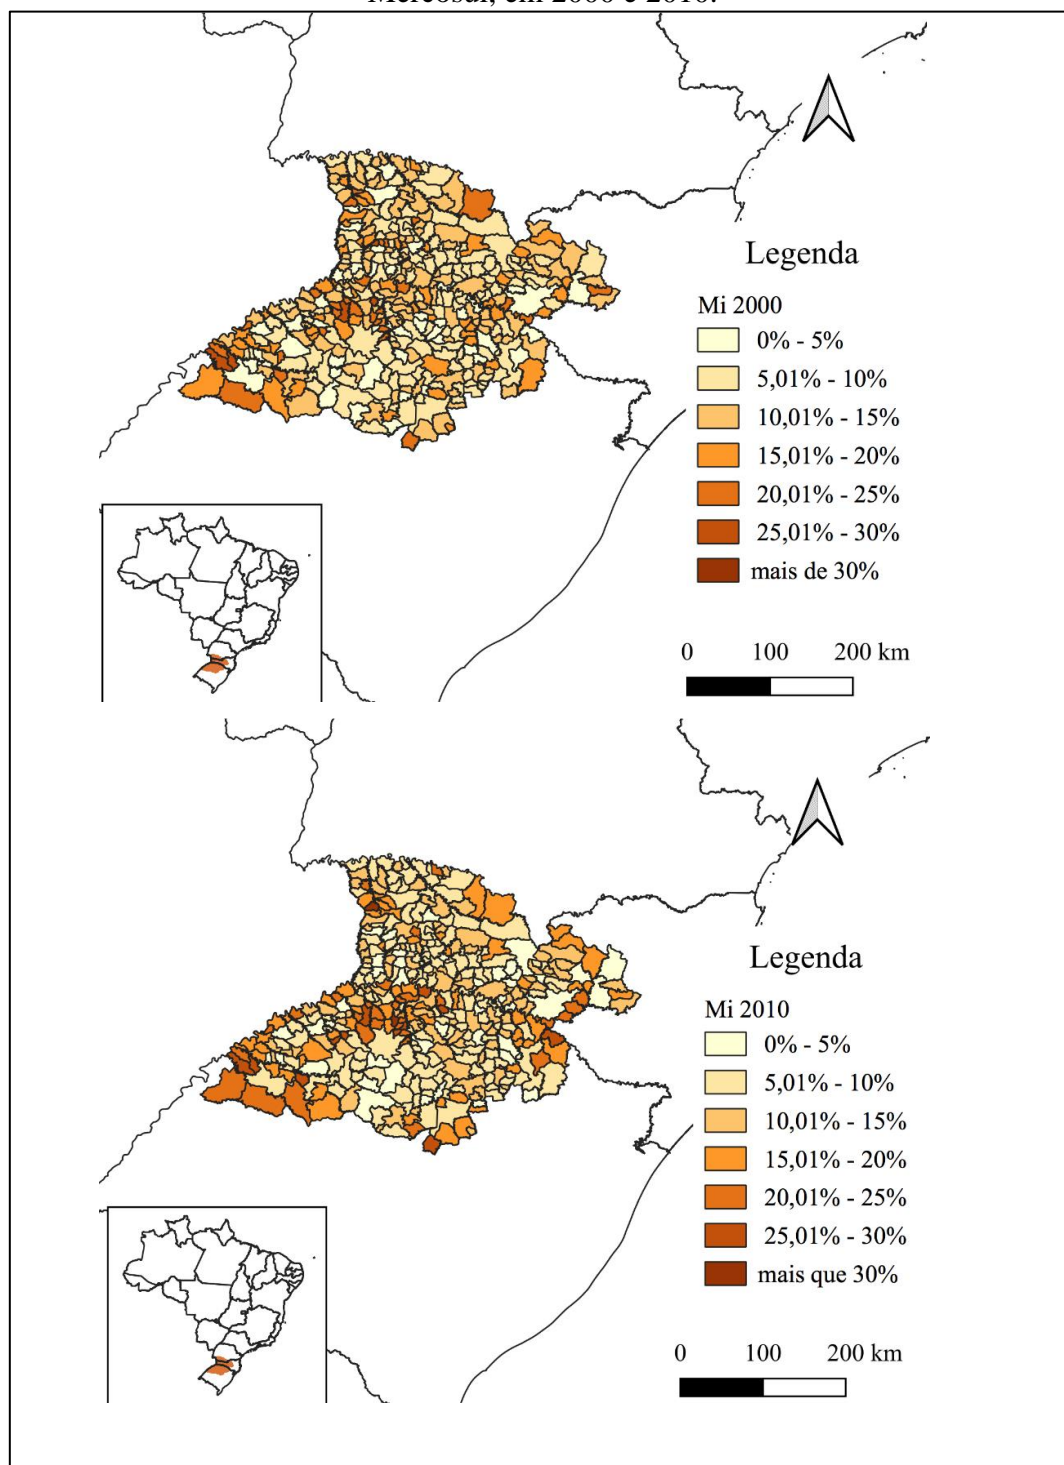 Mercosul, em 2000 e 2010.
Legenda
Mi 2000
0% - 5%
5,01% - 10%
10,01% - 15%
15,01% - 20%
20,01% - 25%
25,01% - 30%
mais de 30%
0 100 200 km
Legenda
Mi 2010
0% - 5%
5,01% - 10%
10,01% - 15%
15,01% - 20%
20,01% - 25%
25,01% - 30%
mais que 30%
0 100 200 km